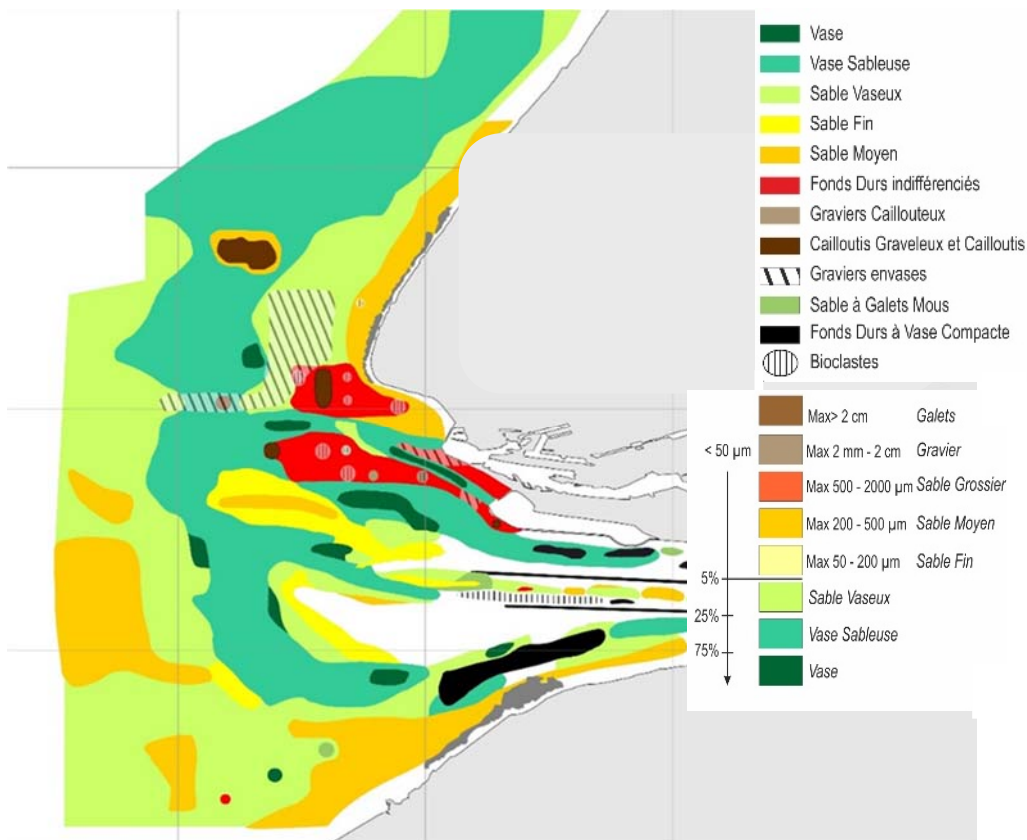 Vase
Vase Sableuse
Sable Vaseux
Sable Fin
Sable Moyen
Fonds Durs indifférenciés
Graviers Caillouteux
Cailloutis Graveleux et Cailloutis
Graviers envases
Sable à Galets Mous
Fonds Durs à Vase Compacte
Bioclastes
Max> 2 cm Galets
< 50 µm Max 2 mm - 2 cm Gravier
Max 500 - 2000 µm Sable Grossier
Max 200 - 500 µm Sable Moyen
Max 50 - 200 µm Sable Fin
5%
Sable Vaseux
25%
Vase Sableuse
75%
Vase